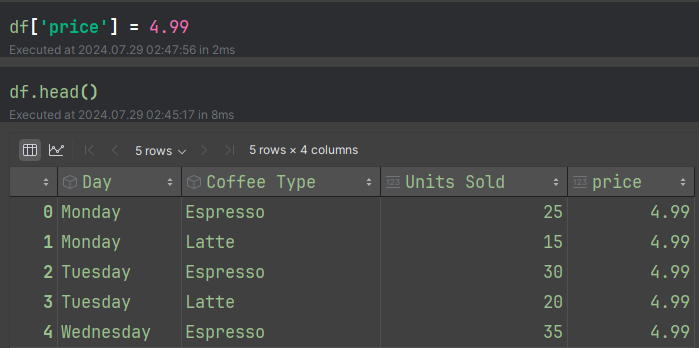 df['price'] = 4.99
Executed at 2024.07.29 02:47:56 in 2ms
df.head()
Executed at 2024.07.29 02:45:17 in 8ms
5 rows 5 rows × 4 columns
Day Coffee Type 123 Units Sold 123 price
0 Monday Espresso 25 4.99
1 Monday Latte 15 4.99
2 Tuesday Espresso 30 4.99
3 Tuesday Latte 20 4.99
4 Wednesday Espresso 35 4.99